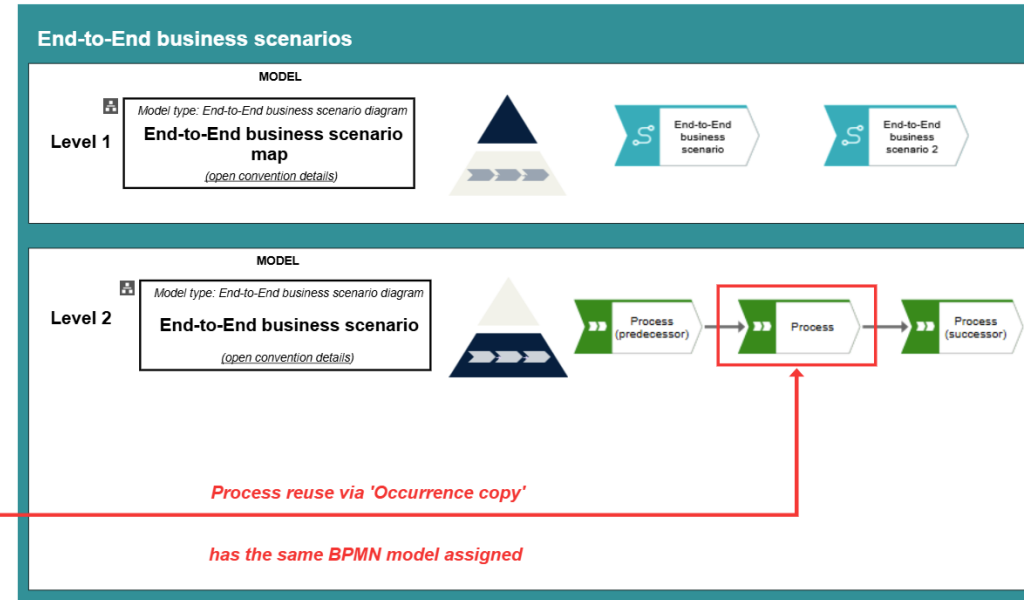 End-to-End business scenarios
MODEL
Model type: End-to-End business scenario diagram
Level 1
End-to-End business scenario
map
(open convention details)
End-to-End
business
scenario
End-to-End
business
scenario 2
MODEL
Model type: End-to-End business scenario diagram
Level 2
End-to-End business scenario
(open convention details)
Process
(predecessor)
Process
Process
(successor)
Process reuse via 'Occurrence copy'
has the same BPMN model assigned